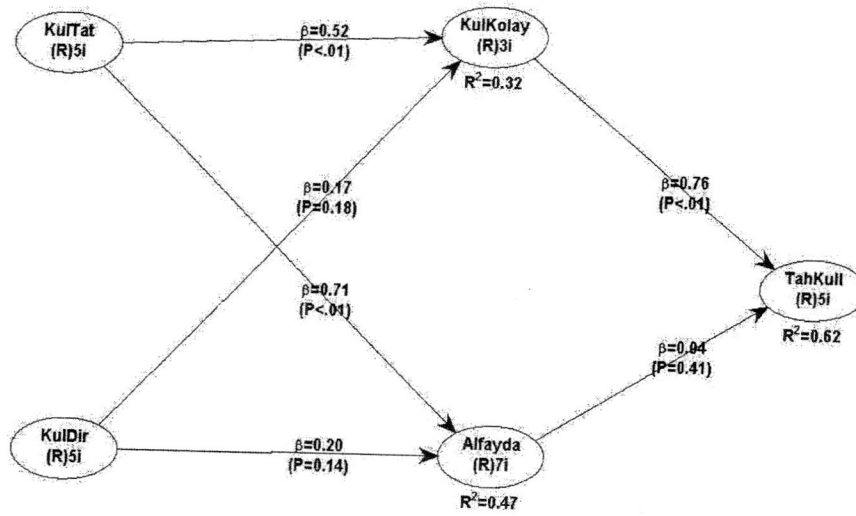 KulTat
(R)5i
β=0.52
(P<.01)
KulKolay
(R)3i
R²=0.32
β=0.17
(P=0.18)
β=0.76
(P<.01)
β=0.71
(P<.01)
TahKull
(R)5i
R²=0.62
β=0.04
(P=0.41)
KulDir
(R)5i
β=0.20
(P=0.14)
Alfayda
(R)7i
R²=0.47